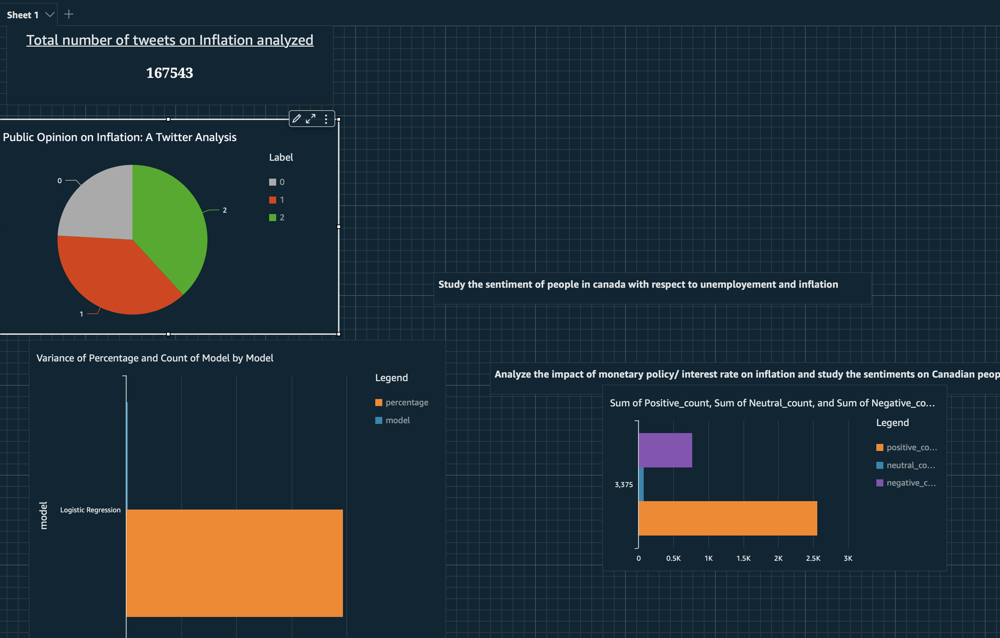 Sheet 1
Total number of tweets on Inflation analyzed
167543
Public Opinion on Inflation: A Twitter Analysis
Label
0
1
2
0
2
1
Study the sentiment of people in canada with respect to unemployement and inflation
Variance of Percentage and Count of Model by Model
Legend
percentage
model
model
Logistic Regression
Analyze the impact of monetary policy/ interest rate on inflation and study the sentiments on Canadian peop
Sum of Positive_count, Sum of Neutral_count, and Sum of Negative_co...
Legend
positive_co...
neutral_co...
negative_c...
3,375
0 0.5K 1K 1.5K 2K 2.5K 3K